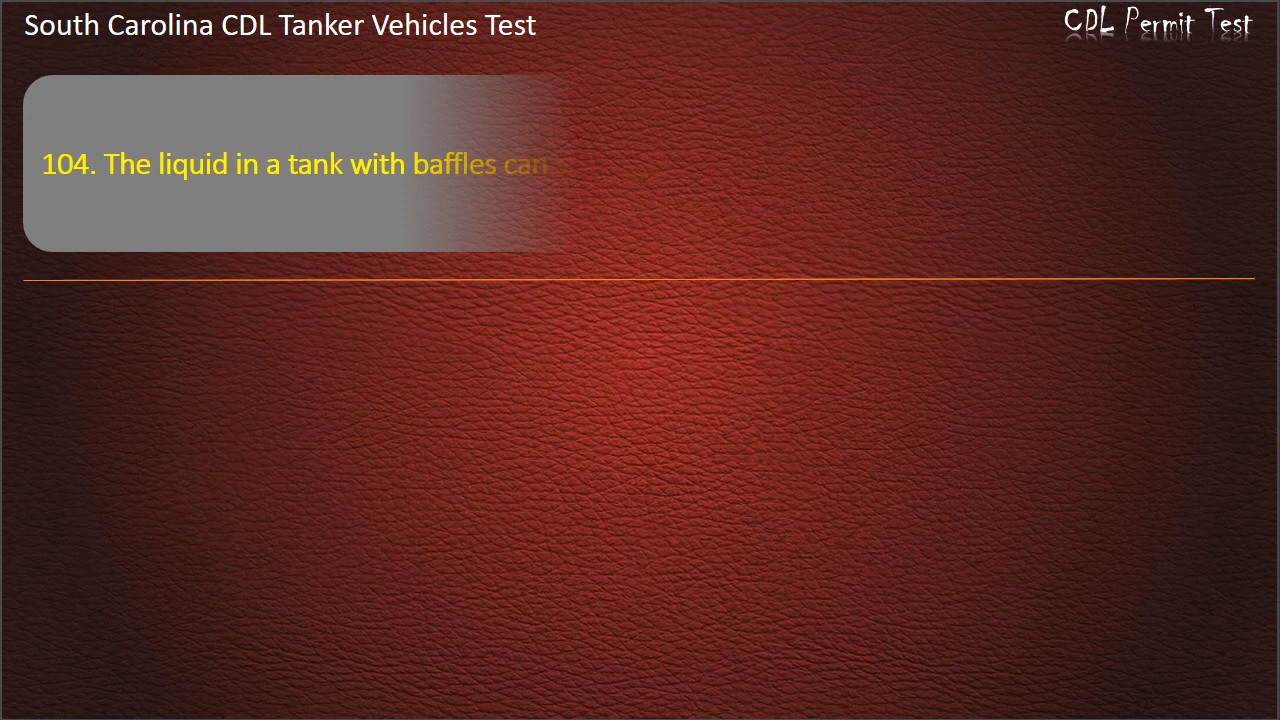 South Carolina CDL Tanker Vehicles Test
CDL Permit Test
104. The liquid in a tank with baffles can